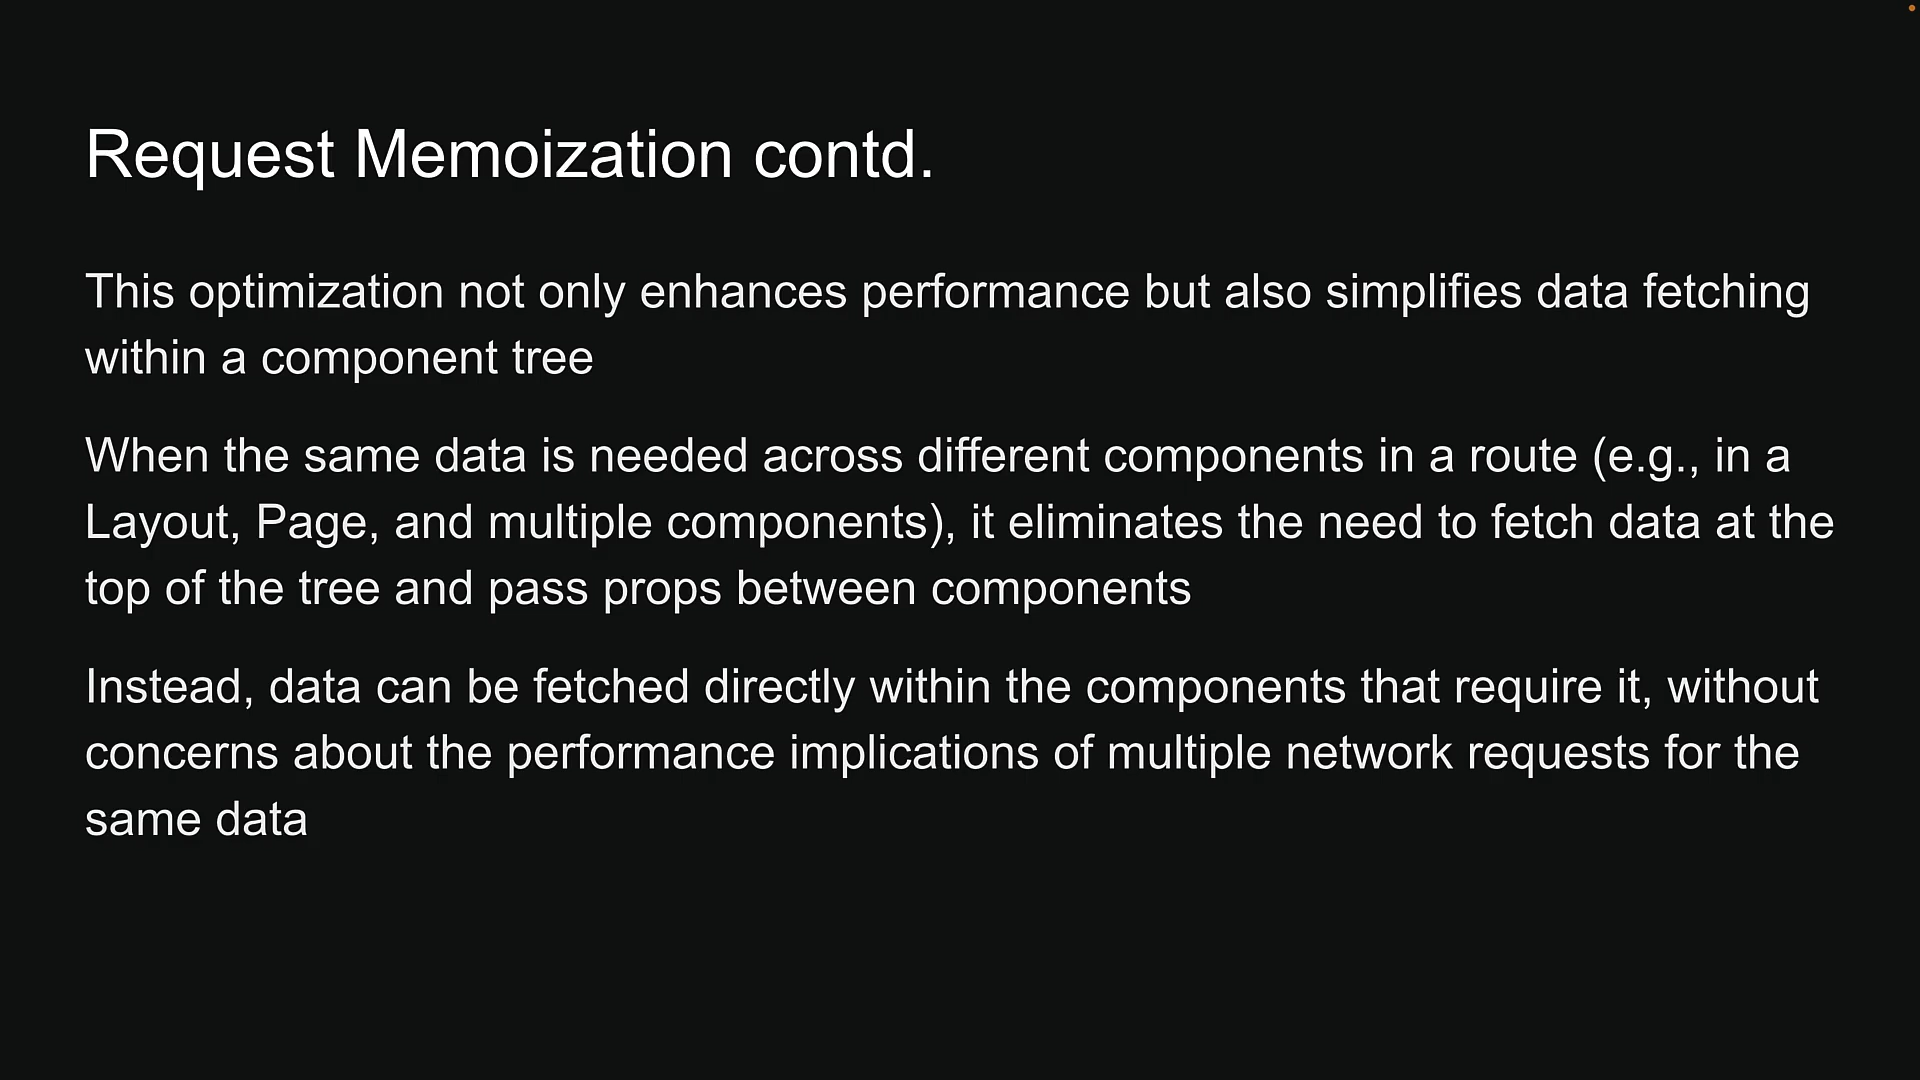 Request Memoization contd.
This optimization not only enhances performance but also simplifies data fetching
within a component tree
When the same data is needed across different components in a route (e.g., in a
Layout, Page, and multiple components), it eliminates the need to fetch data at the
top of the tree and pass props between components
Instead, data can be fetched directly within the components that require it, without
concerns about the performance implications of multiple network requests for the
same data